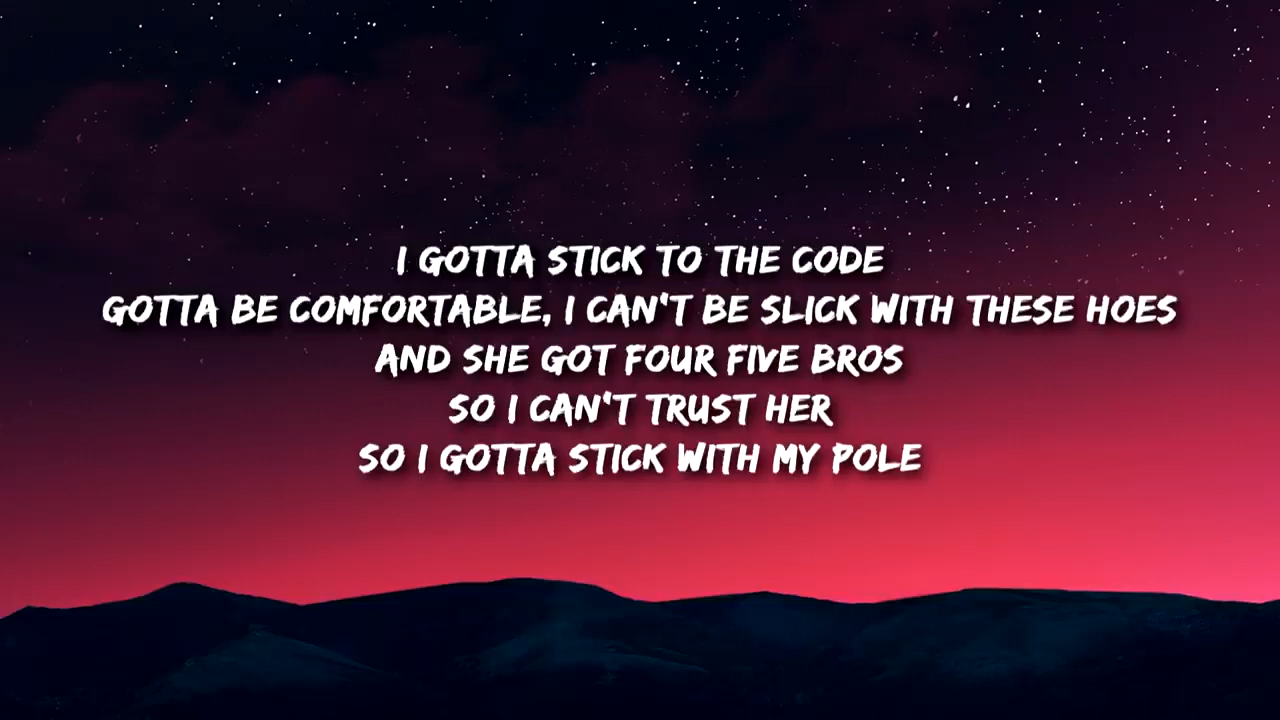 I GOTTA STICK TO THE CODE
GOTTA BE COMFORTABLE, I CAN'T BE SLICK WITH THESE HOES
AND SHE GOT FOUR FIVE BROS
SO I CAN'T TRUST HER
SO I GOTTA STICK WITH MY POLE